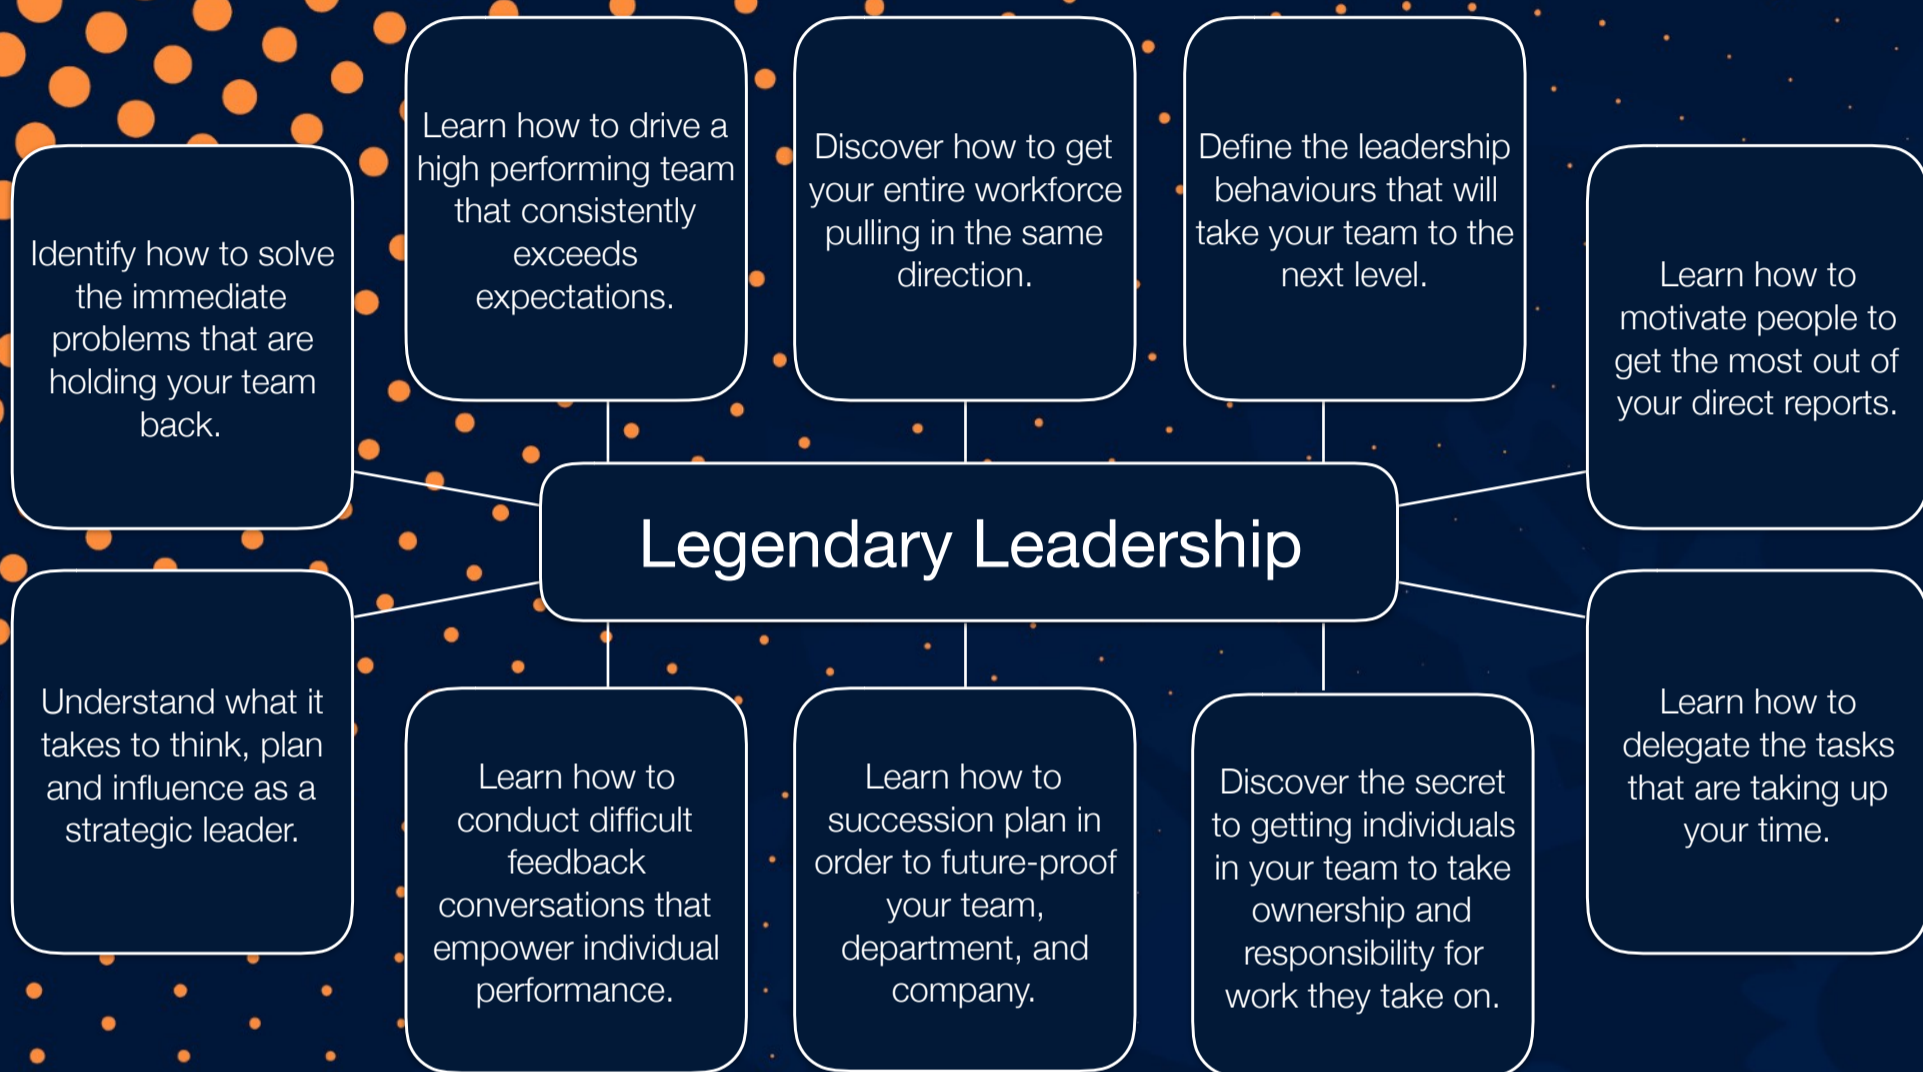 Learn how to drive a
high performing team
that consistently
exceeds
expectations.
Discover how to get
your entire workforce
pulling in the same
direction.
Define the leadership
behaviours that will
take your team to the
next level.
Identify how to solve
the immediate
problems that are
holding your team
back.
Learn how to
motivate people to
get the most out of
your direct reports.
Legendary Leadership
Understand what it
takes to think, plan
and influence as a
strategic leader.
Learn how to
conduct difficult
feedback
conversations that
empower individual
performance.
Learn how to
succession plan in
order to future-proof
your team,
department, and
company.
Discover the secret
to getting individuals
in your team to take
ownership and
responsibility for
work they take on.
Learn how to
delegate the tasks
that are taking up
your time.